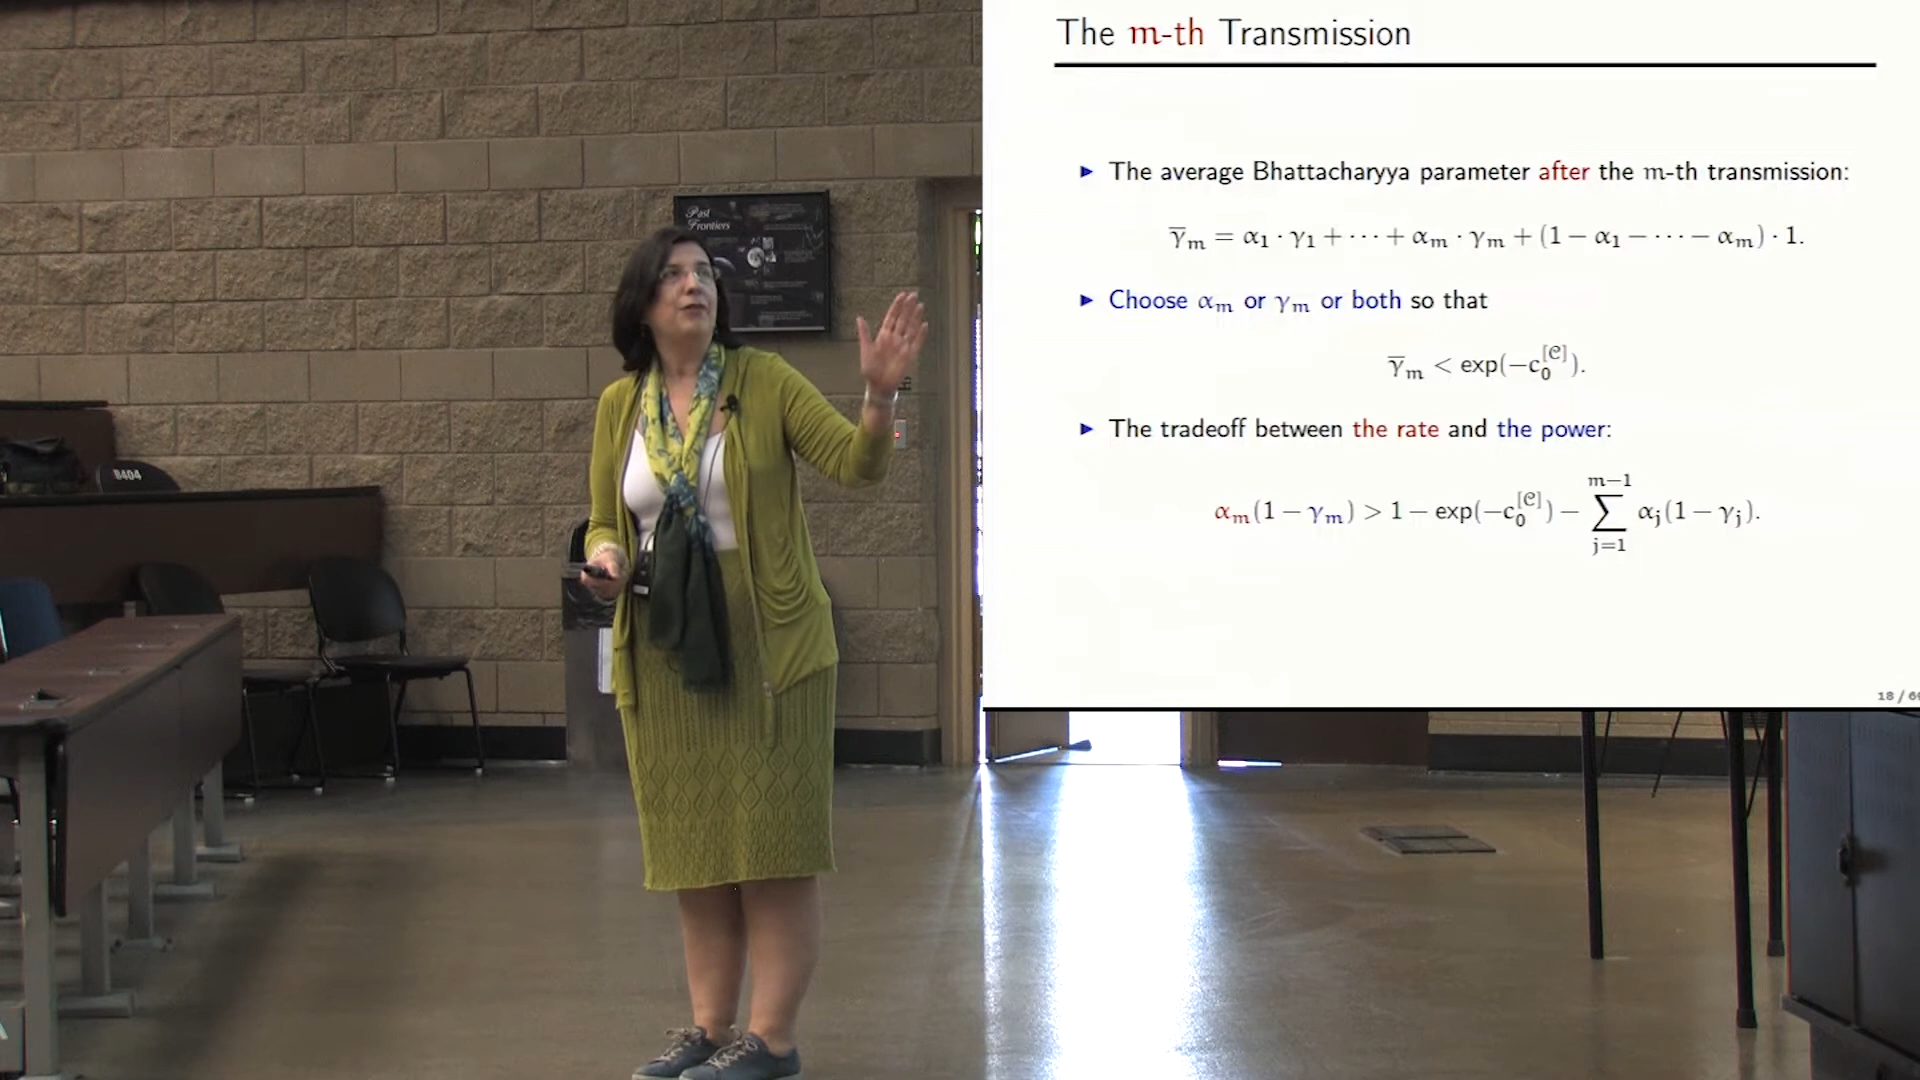 The m-th Transmission
▶ The average Bhattacharyya parameter after the m-th transmission:
γ̅ₘ = α₁ · γ₁ + ··· + αₘ · γₘ + (1 − α₁ − ··· − αₘ) · 1.
▶ Choose αₘ or γₘ or both so that
γ̅ₘ < exp(−c₀^[𝒞]).
▶ The tradeoff between the rate and the power:
αₘ(1 − γₘ) > 1 − exp(−c₀^[𝒞]) − ∑_{j=1}^{m−1} αⱼ(1 − γⱼ).
18 / 6
Past
Frontiers
B404